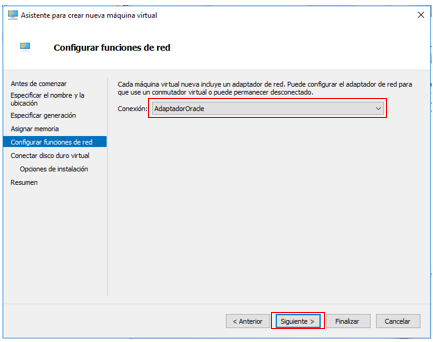 Asistente para crear nueva máquina virtual
Configurar funciones de red
Antes de comenzar
Especificar el nombre y la
ubicación
Especificar generación
Asignar memoria
Configurar funciones de red
Conectar disco duro virtual
Opciones de instalación
Resumen
Cada máquina virtual nueva incluye un adaptador de red. Puede configurar el adaptador de red para
que use un conmutador virtual o puede permanecer desconectado.
Conexión: AdaptadorOracle
< Anterior Siguiente > Finalizar Cancelar